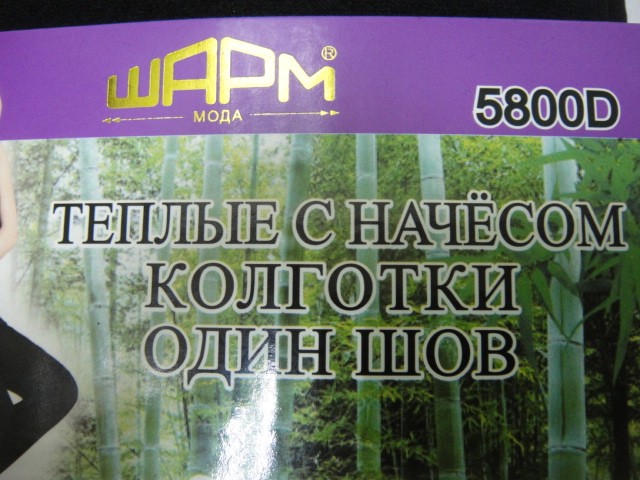 ШАРМ®
МОДА
5800D
ТЕПЛЫЕ С НАЧЁСОМ
КОЛГОТКИ
ОДИН ШОВ